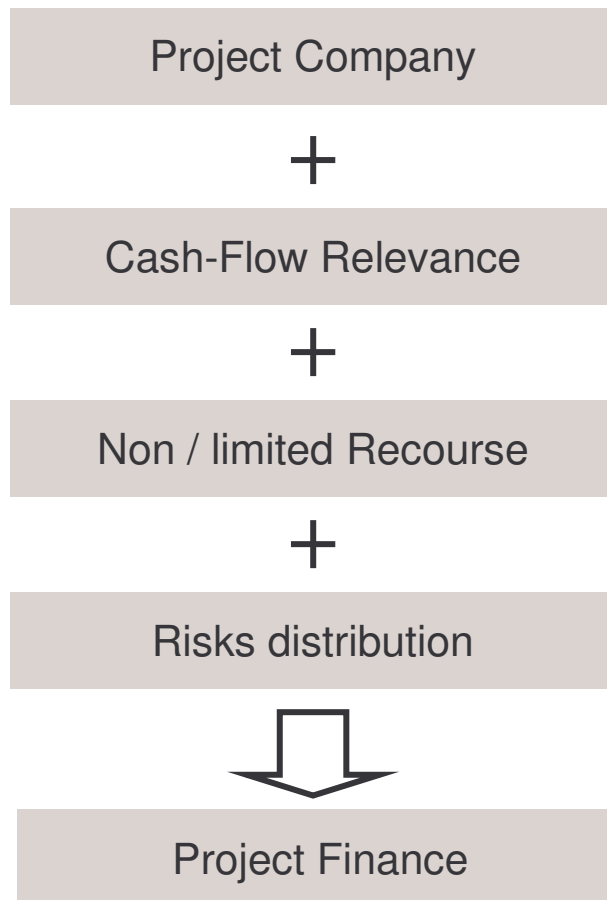 Project Company
+
Cash-Flow Relevance
+
Non / limited Recourse
+
Risks distribution
Project Finance